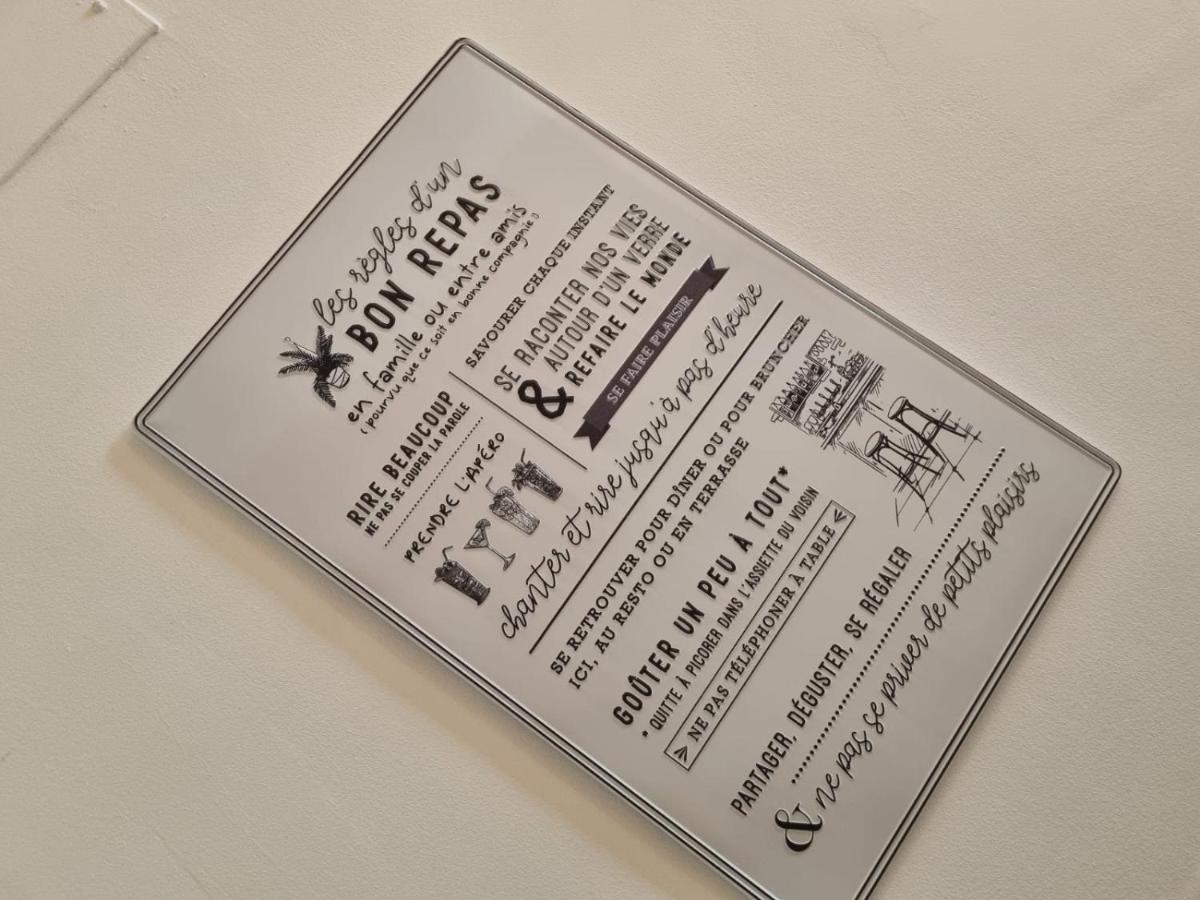 les règles d'un
BON REPAS
en famille ou entre amis
(pourvu que ce soit en bonne compagnie)
RIRE BEAUCOUP
NE PAS SE COUPER LA PAROLE
PRENDRE L'APÉRO
SAVOURER CHAQUE INSTANT
SE RACONTER NOS VIES
AUTOUR D'UN VERRE
& REFAIRE LE MONDE
SE FAIRE PLAISIR
chanter et rire jusqu'à pas d'heure
SE RETROUVER POUR DÎNER OU POUR BRUNCHER
ICI, AU RESTO OU EN TERRASSE
GOÛTER UN PEU À TOUT*
* QUITTE À PICORER DANS L'ASSIETTE DU VOISIN
NE PAS TÉLÉPHONER À TABLE
PARTAGER, DÉGUSTER, SE RÉGALER
& ne pas se priver de petits plaisirs